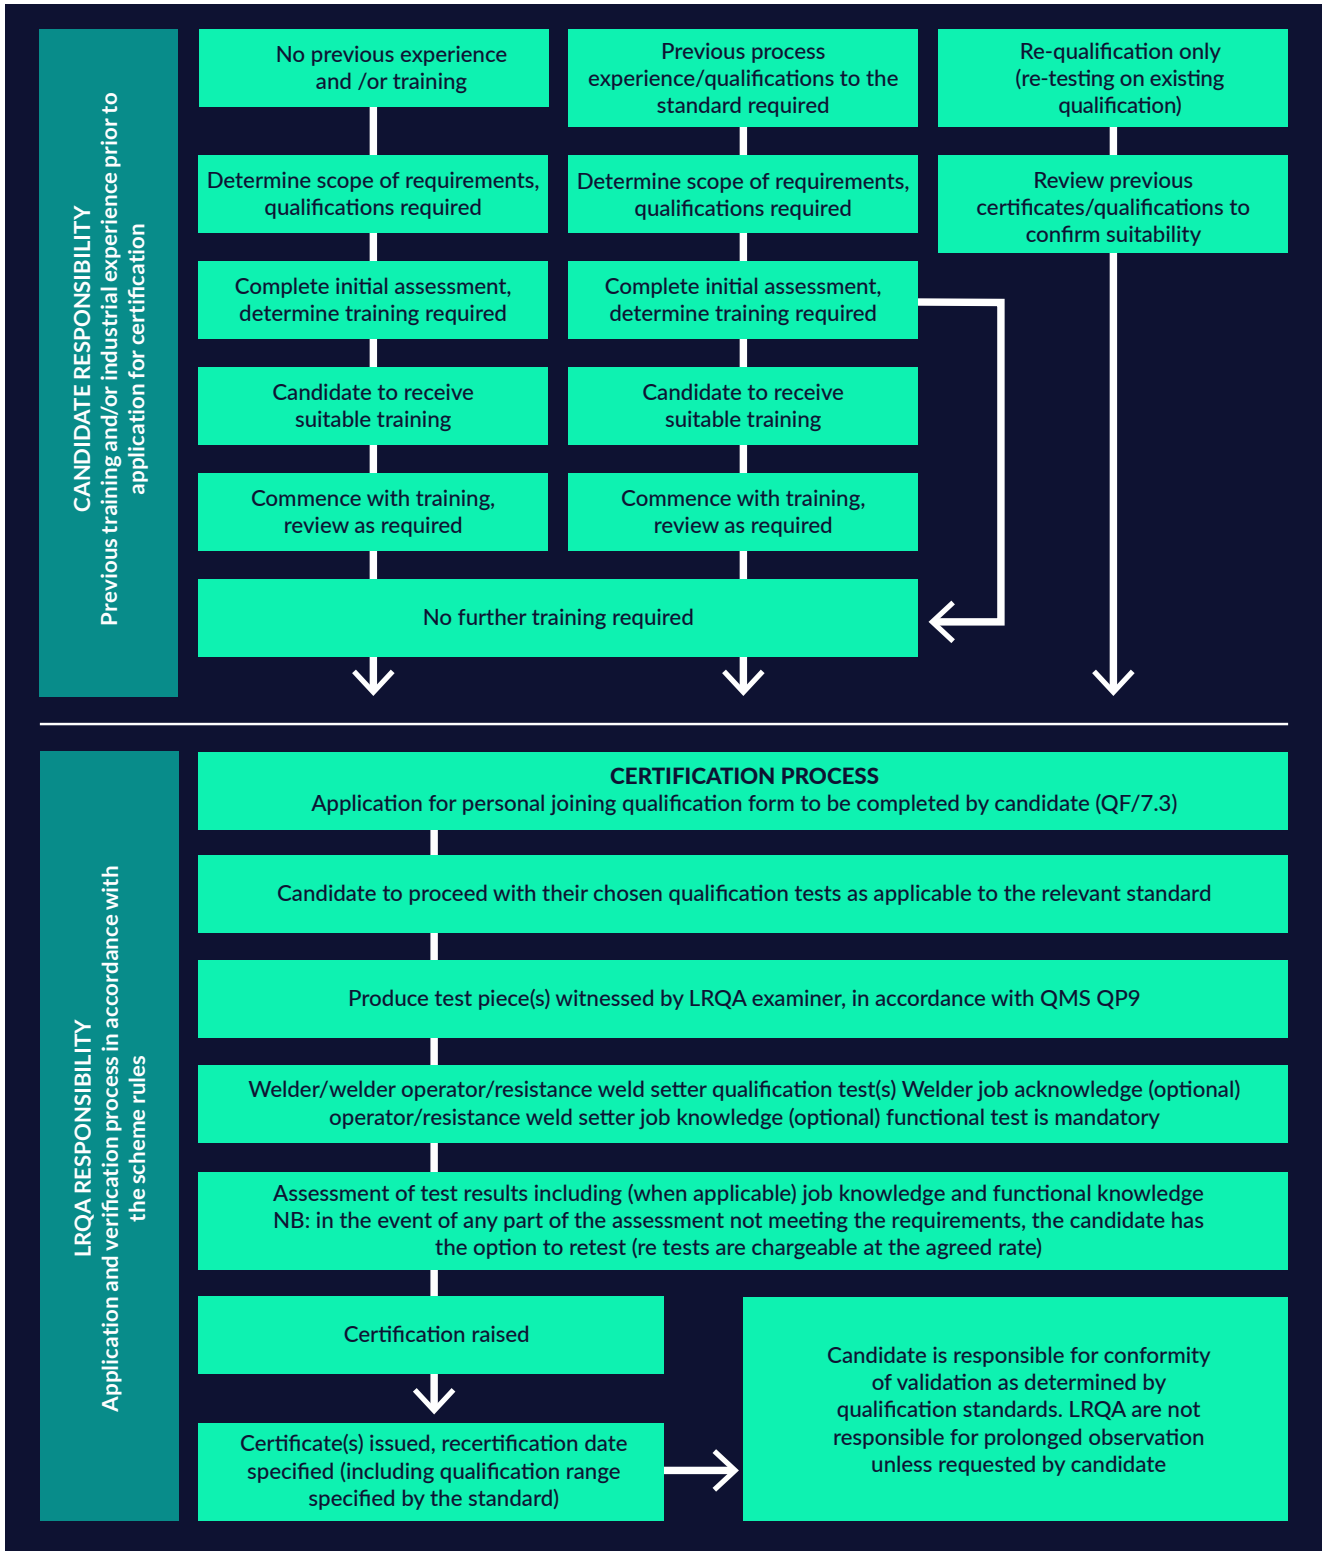 CANDIDATE RESPONSIBILITY
Previous training and/or industrial experience prior to
application for certification
No previous experience
and /or training
Determine scope of requirements,
qualifications required
Complete initial assessment,
determine training required
Candidate to receive
suitable training
Commence with training,
review as required
Previous process
experience/qualifications to the
standard required
Determine scope of requirements,
qualifications required
Complete initial assessment,
determine training required
Candidate to receive
suitable training
Commence with training,
review as required
Re-qualification only
(re-testing on existing
qualification)
Review previous
certificates/qualifications to
confirm suitability
No further training required
LRQA RESPONSIBILITY
Application and verification process in accordance with
the scheme rules
CERTIFICATION PROCESS
Application for personal joining qualification form to be completed by candidate (QF/7.3)
Candidate to proceed with their chosen qualification tests as applicable to the relevant standard
Produce test piece(s) witnessed by LRQA examiner, in accordance with QMS QP9
Welder/welder operator/resistance weld setter qualification test(s) Welder job acknowledge (optional)
operator/resistance weld setter job knowledge (optional) functional test is mandatory
Assessment of test results including (when applicable) job knowledge and functional knowledge
NB: in the event of any part of the assessment not meeting the requirements, the candidate has
the option to retest (re tests are chargeable at the agreed rate)
Certification raised
Certificate(s) issued, recertification date
specified (including qualification range
specified by the standard)
Candidate is responsible for conformity
of validation as determined by
qualification standards. LRQA are not
responsible for prolonged observation
unless requested by candidate